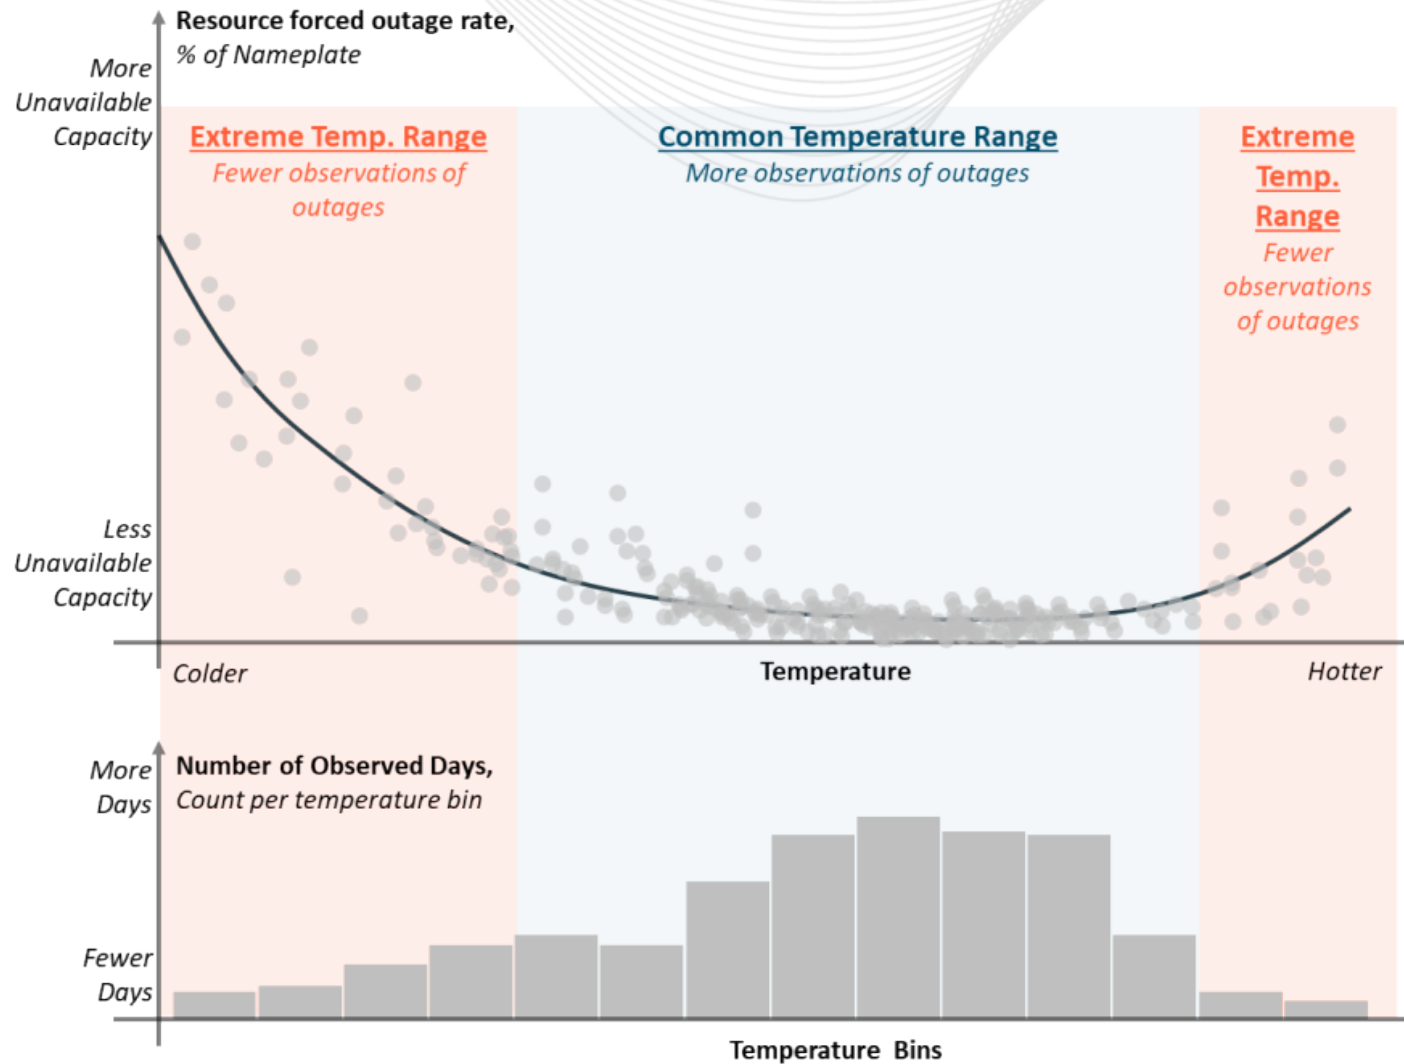 Resource forced outage rate,
% of Nameplate
More
Unavailable
Capacity
Extreme Temp. Range
Fewer observations of
outages
Common Temperature Range
More observations of outages
Extreme
Temp.
Range
Fewer
observations
of outages
Less
Unavailable
Capacity
Colder
Temperature
Hotter
More
Days
Number of Observed Days,
Count per temperature bin
Fewer
Days
Temperature Bins